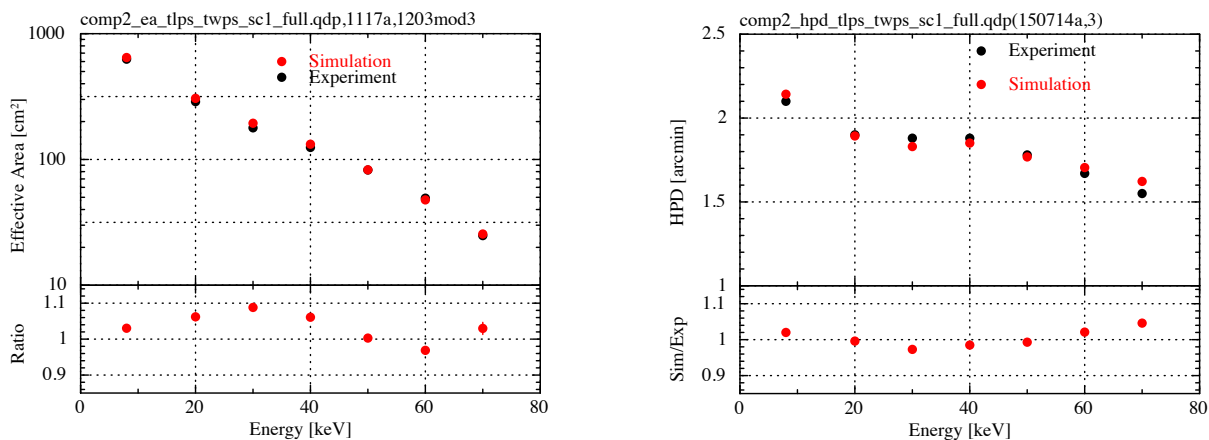 comp2_ea_tlps_twps_sc1_full.qdp,1117a,1203mod3
1000
Simulation
Experiment
100
10
Effective Area [cm²]
1.1
1
0.9
Ratio
0 20 40 60 80
Energy [keV]
comp2_hpd_tlps_twps_sc1_full.qdp(150714a,3)
2.5
Experiment
Simulation
2
1.5
1
HPD [arcmin]
1.1
1
0.9
Sim/Exp
0 20 40 60 80
Energy [keV]